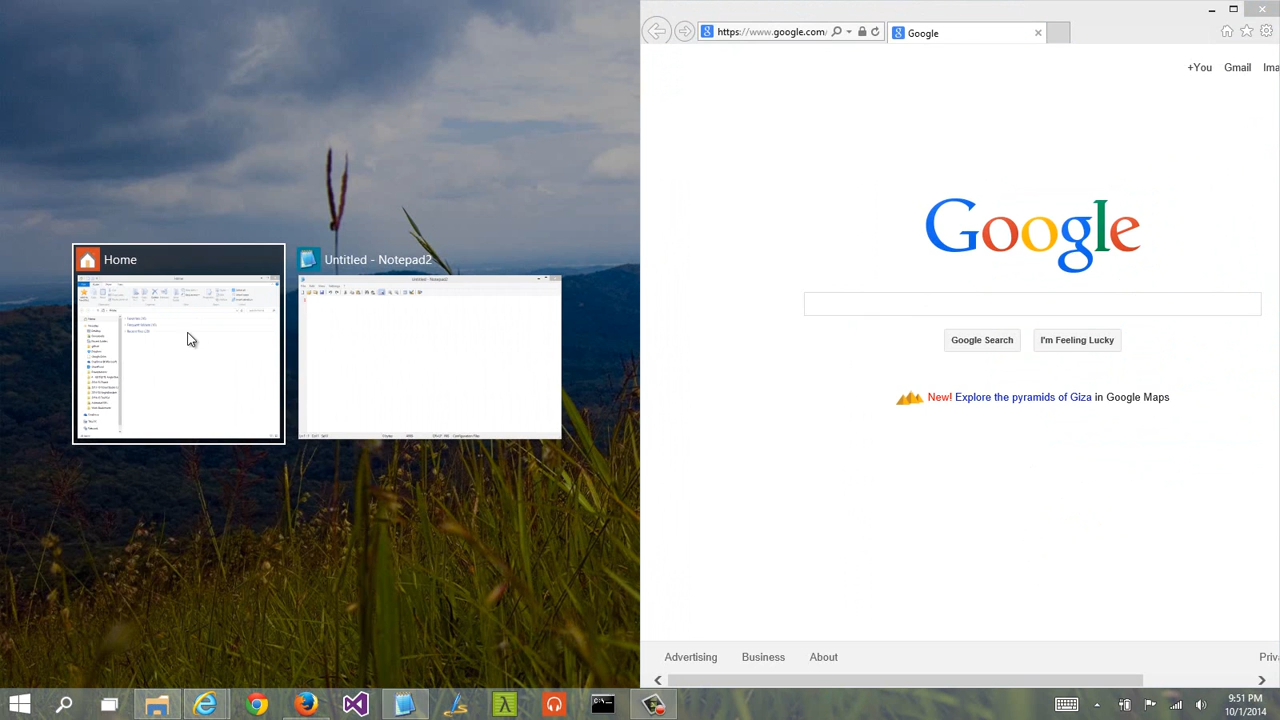 https://www.google.com/
Google
+You Gmail Ima
Home
Untitled - Notepad2
Google
Google Search
I'm Feeling Lucky
New! Explore the pyramids of Giza in Google Maps
Advertising Business About
Priva
9:51 PM
10/1/2014